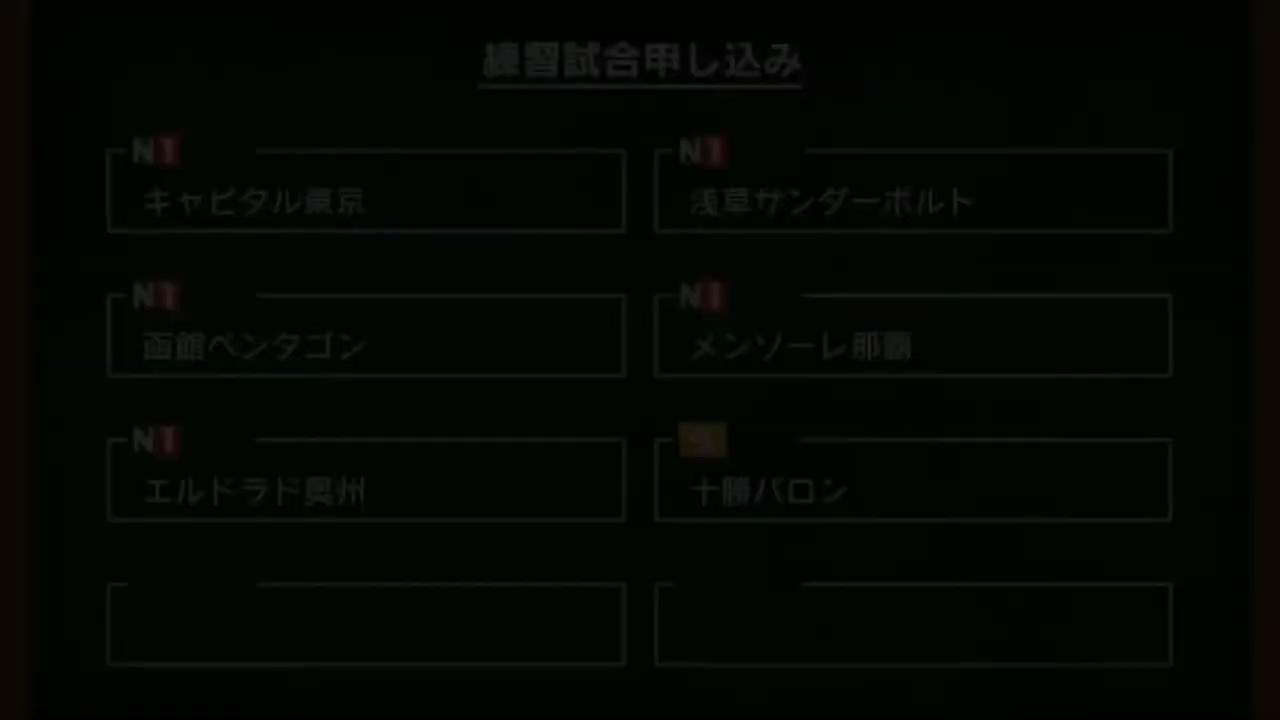 練習試合申し込み
N1 N1
キャピタル東京 浅草サンダーボルト
N1 N1
函館ペンタゴン メンソーレ那覇
N1
エルドラド奥州 十勝バロン